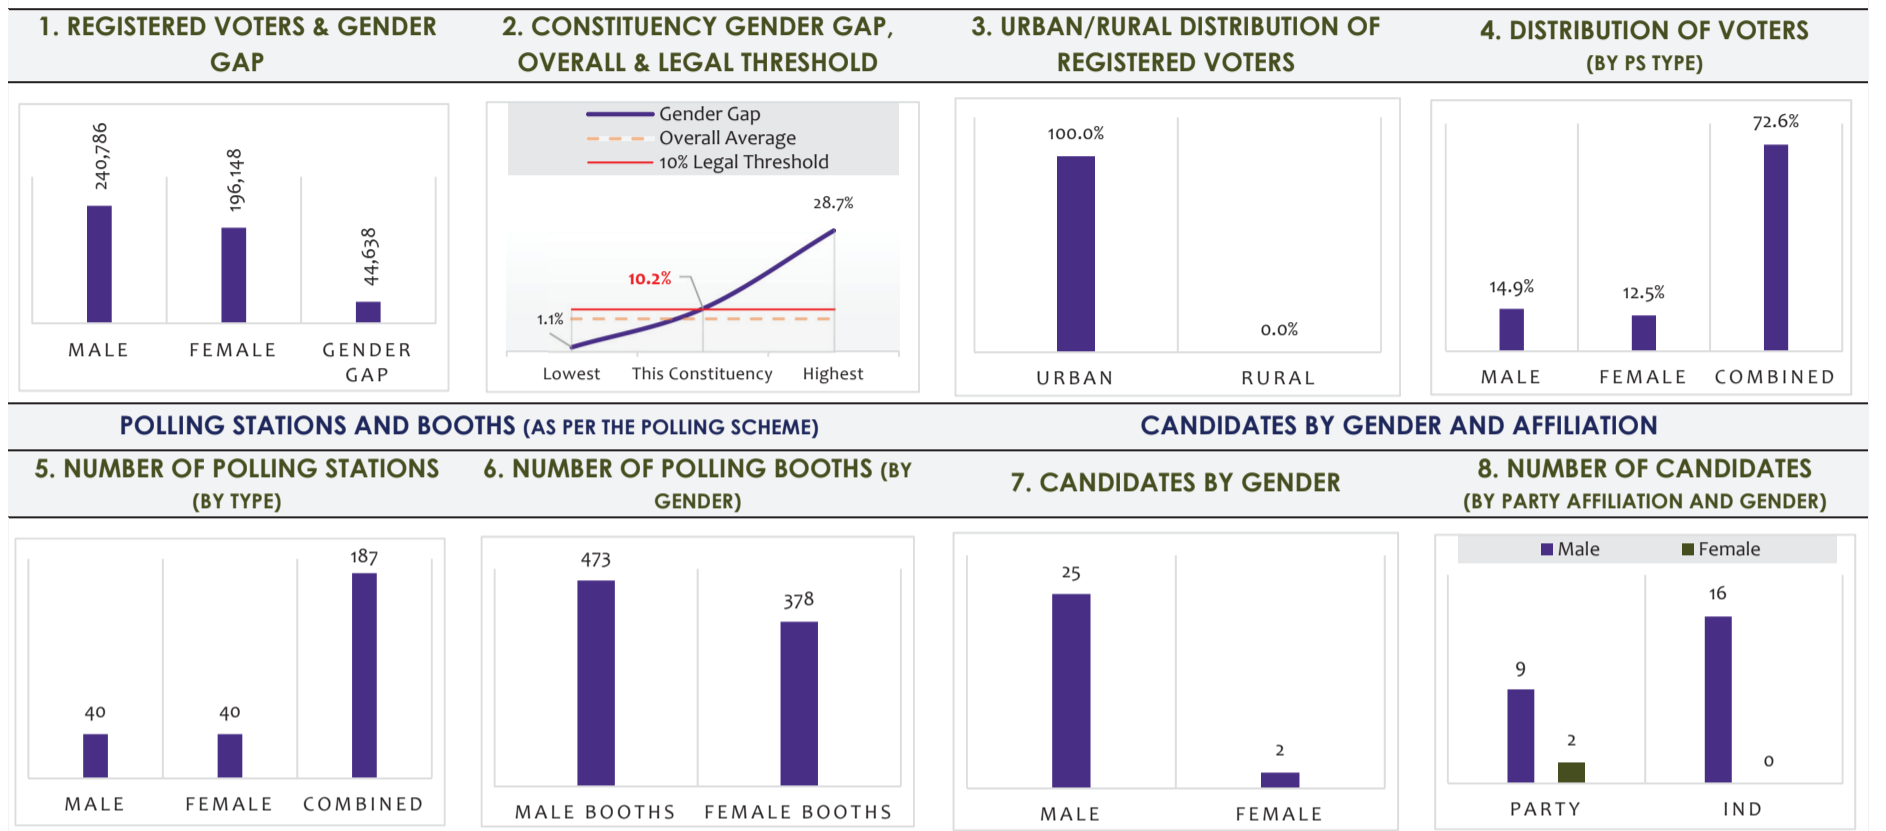 1. REGISTERED VOTERS & GENDER
GAP
2. CONSTITUENCY GENDER GAP,
OVERALL & LEGAL THRESHOLD
3. URBAN/RURAL DISTRIBUTION OF
REGISTERED VOTERS
4. DISTRIBUTION OF VOTERS
(BY PS TYPE)
240,786
196,148
44,638
MALE
FEMALE
GENDER
GAP
Gender Gap
Overall Average
10% Legal Threshold
28.7%
10.2%
1.1%
Lowest
This Constituency
Highest
100.0%
0.0%
URBAN
RURAL
72.6%
14.9%
12.5%
MALE
FEMALE
COMBINED
POLLING STATIONS AND BOOTHS (AS PER THE POLLING SCHEME)
CANDIDATES BY GENDER AND AFFILIATION
5. NUMBER OF POLLING STATIONS
(BY TYPE)
6. NUMBER OF POLLING BOOTHS (BY
GENDER)
7. CANDIDATES BY GENDER
8. NUMBER OF CANDIDATES
(BY PARTY AFFILIATION AND GENDER)
187
40
40
MALE
FEMALE
COMBINED
473
378
MALE BOOTHS
FEMALE BOOTHS
25
2
MALE
FEMALE
Male
Female
16
9
2
0
PARTY
IND